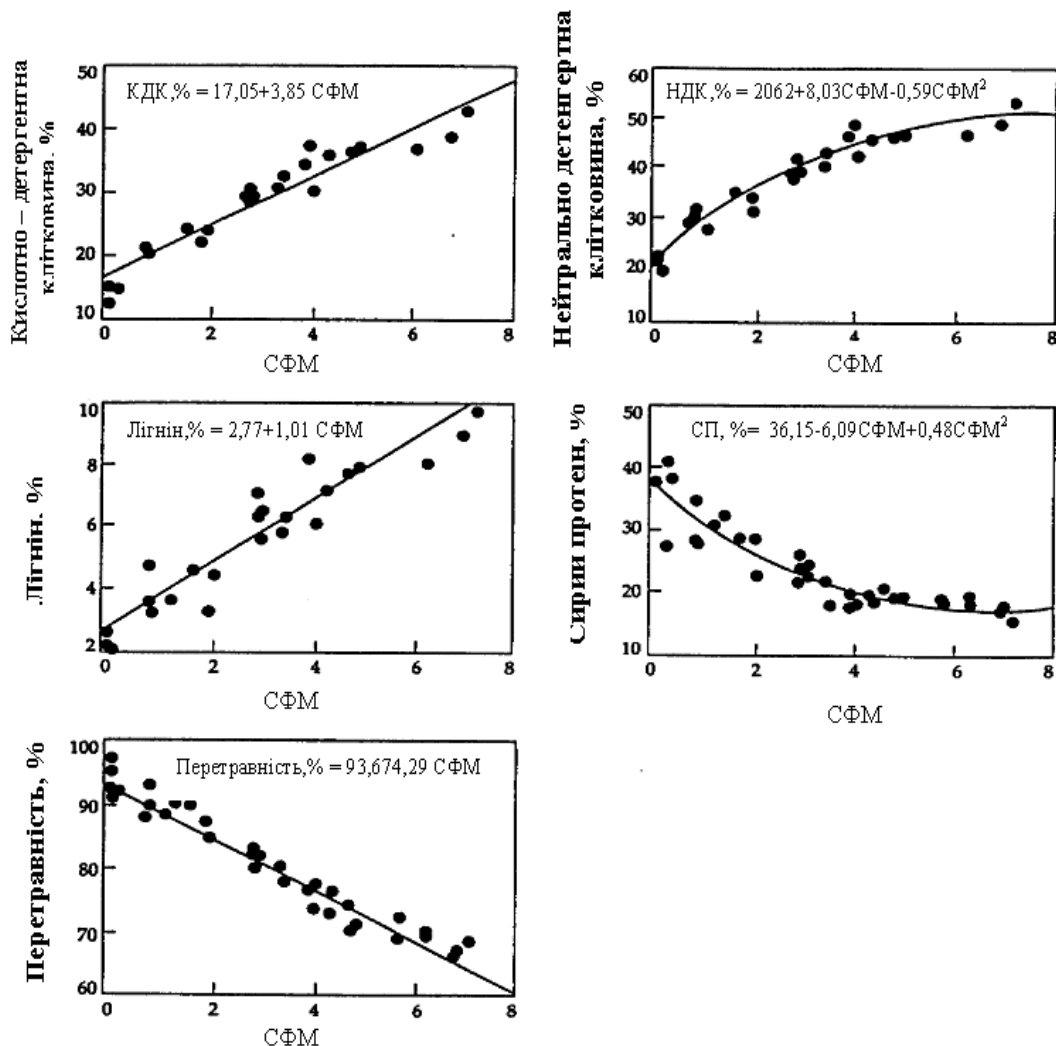 Кислотно – детергентна
клітковина. %
50
40
30
20
10
КДК,% = 17,05+3,85 СФМ
0 2 4 6 8
СФМ
Нейтрально детенгертна
клітковина, %
60
50
40
30
20
10
НДК,% = 2062+8,03СФМ-0,59СФМ²
0 2 4 6 8
СФМ
Лігнін. %
10
8
6
4
2
Лігнін,% = 2,77+1,01 СФМ
0 2 4 6 8
СФМ
Сирий протеїн, %
50
40
30
20
10
СП, %= 36,15-6,09СФМ+0,48СФМ²
0 2 4 6 8
СФМ
Перетравність, %
100
90
80
70
60
Перетравність,% = 93,674,29 СФМ
0 2 4 6 8
СФМ